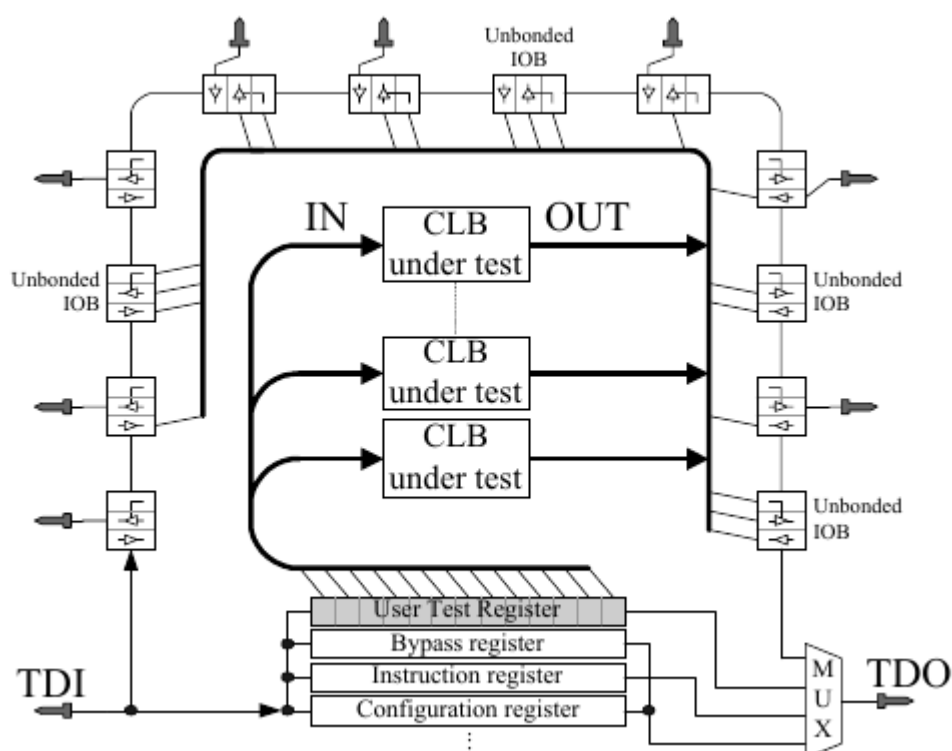 Unbonded
IOB
IN
OUT
CLB
under test
Unbonded
IOB
Unbonded
IOB
CLB
under test
CLB
under test
Unbonded
IOB
User Test Register
Bypass register
Instruction register
Configuration register
TDI
M
U
X
TDO